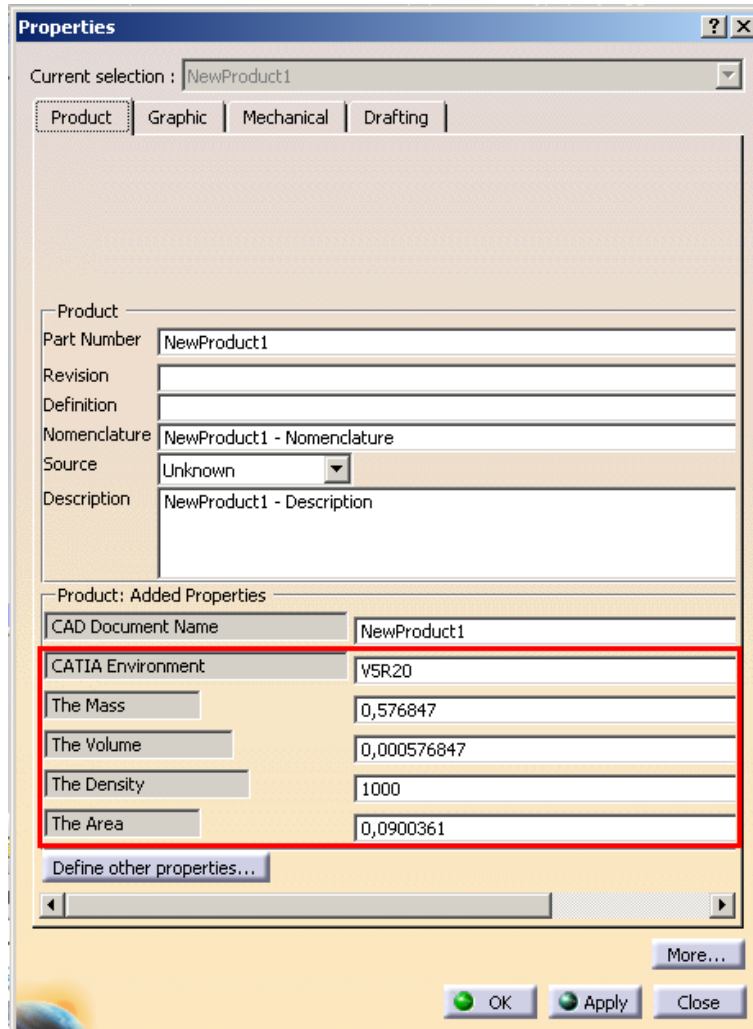 Properties
Current selection : NewProduct1
Product Graphic Mechanical Drafting
Product
Part Number NewProduct1
Revision
Definition
Nomenclature NewProduct1 - Nomenclature
Source Unknown
Description NewProduct1 - Description
Product: Added Properties
CAD Document Name NewProduct1
CATIA Environment V5R20
The Mass 0,576847
The Volume 0,000576847
The Density 1000
The Area 0,0900361
Define other properties...
More...
OK Apply Close